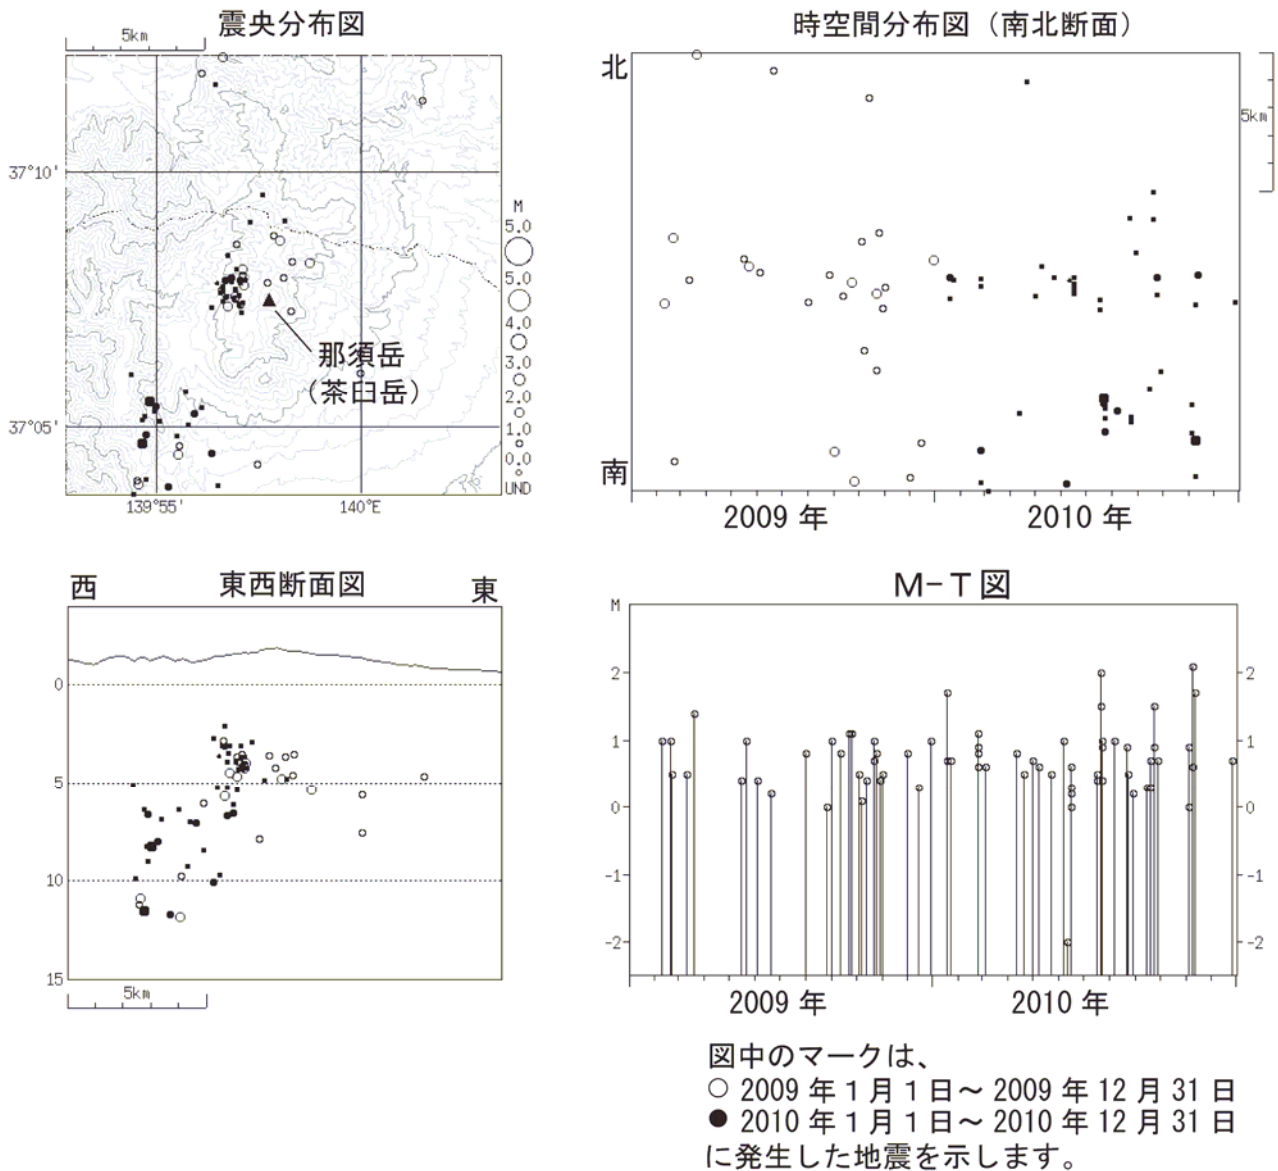 震央分布図
5km
37°10'
37°05'
139°55'
140°E
那須岳
（茶臼岳）
M
5.0
5.0
4.0
3.0
2.0
1.0
0.0
UND
時空間分布図（南北断面）
北
南
5km
2009 年
2010 年
西
東西断面図
東
0
5
10
15
5km
M−T図
M
2
1
0
-1
-2
2
1
0
-1
-2
2009 年
2010 年
図中のマークは、
○ 2009 年 1 月 1 日～ 2009 年 12 月 31 日
● 2010 年 1 月 1 日～ 2010 年 12 月 31 日
に発生した地震を示します。